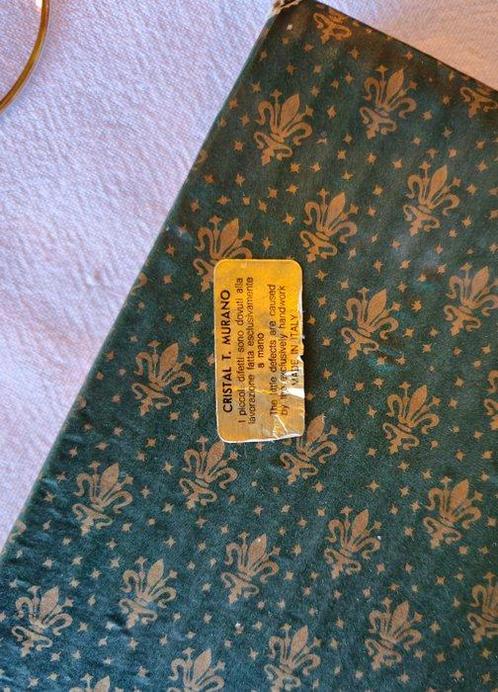 CRISTAL T. MURANO
I piccoli difetti sono dovuti alla
lavorazione fatta esclusivamente
a mano
The little defects are caused
by the exclusively handwork
MADE IN ITALY